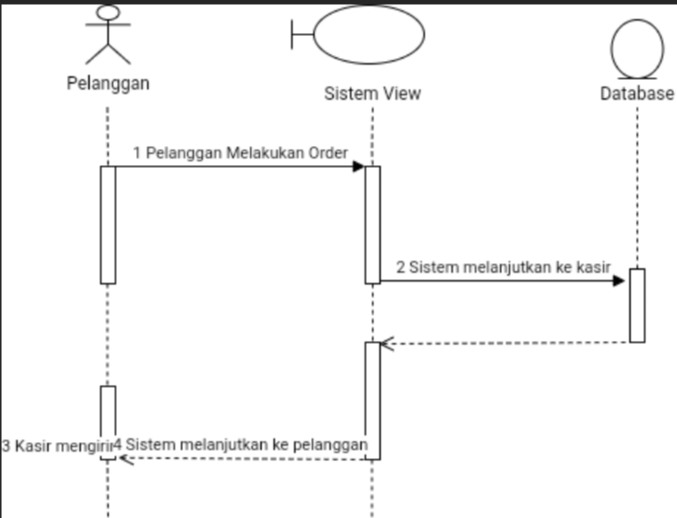 Pelanggan
Sistem View
Database
1 Pelanggan Melakukan Order
2 Sistem melanjutkan ke kasir
3 Kasir
4 Sistem melanjutkan ke pelanggan